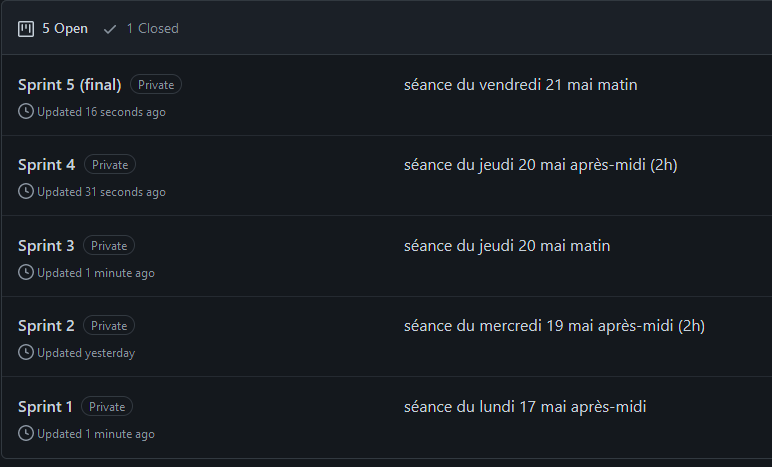 5 Open 1 Closed
Sprint 5 (final) Private séance du vendredi 21 mai matin
Updated 16 seconds ago
Sprint 4 Private séance du jeudi 20 mai après-midi (2h)
Updated 31 seconds ago
Sprint 3 Private séance du jeudi 20 mai matin
Updated 1 minute ago
Sprint 2 Private séance du mercredi 19 mai après-midi (2h)
Updated yesterday
Sprint 1 Private séance du lundi 17 mai après-midi
Updated 1 minute ago